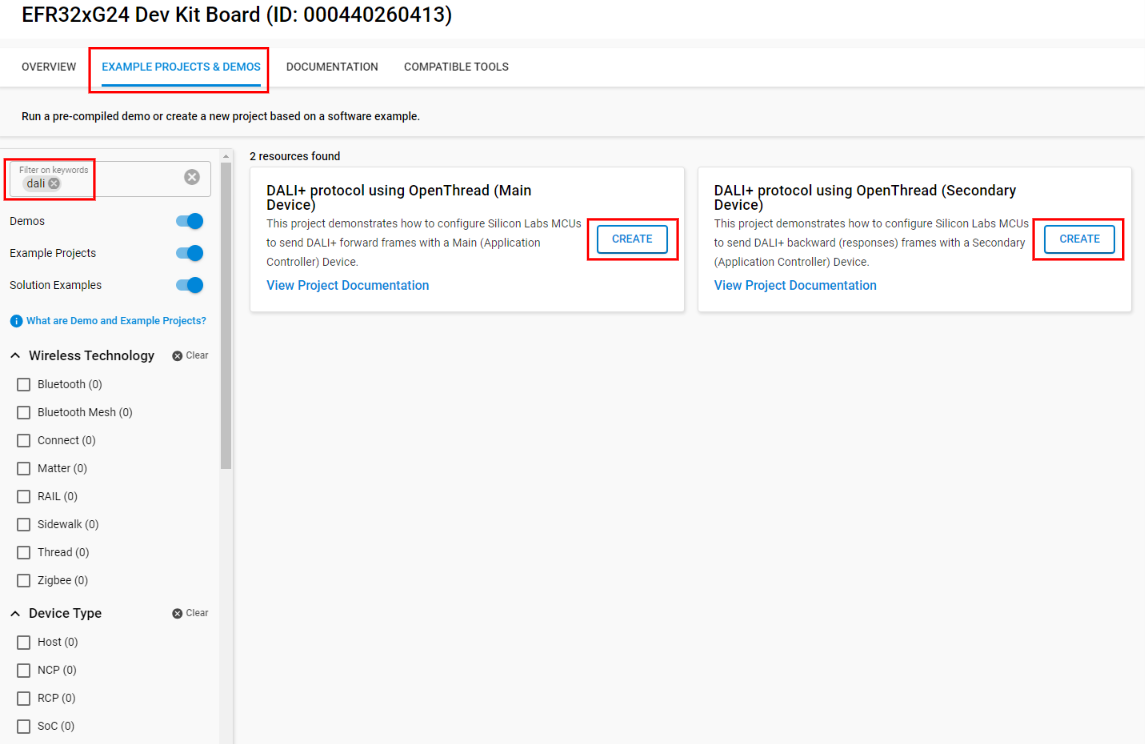 EFR32xG24 Dev Kit Board (ID: 000440260413)
OVERVIEW
EXAMPLE PROJECTS & DEMOS
DOCUMENTATION
COMPATIBLE TOOLS
Run a pre-compiled demo or create a new project based on a software example.
Filter on keywords
dali
Demos
Example Projects
Solution Examples
What are Demo and Example Projects?
Wireless Technology
Clear
Bluetooth (0)
Bluetooth Mesh (0)
Connect (0)
Matter (0)
RAIL (0)
Sidewalk (0)
Thread (0)
Zigbee (0)
Device Type
Clear
Host (0)
NCP (0)
RCP (0)
SoC (0)
2 resources found
DALI+ protocol using OpenThread (Main
Device)
This project demonstrates how to configure Silicon Labs MCUs
to send DALI+ forward frames with a Main (Application
Controller) Device.
CREATE
View Project Documentation
DALI+ protocol using OpenThread (Secondary
Device)
This project demonstrates how to configure Silicon Labs MCUs
to send DALI+ backward (responses) frames with a Secondary
(Application Controller) Device.
CREATE
View Project Documentation